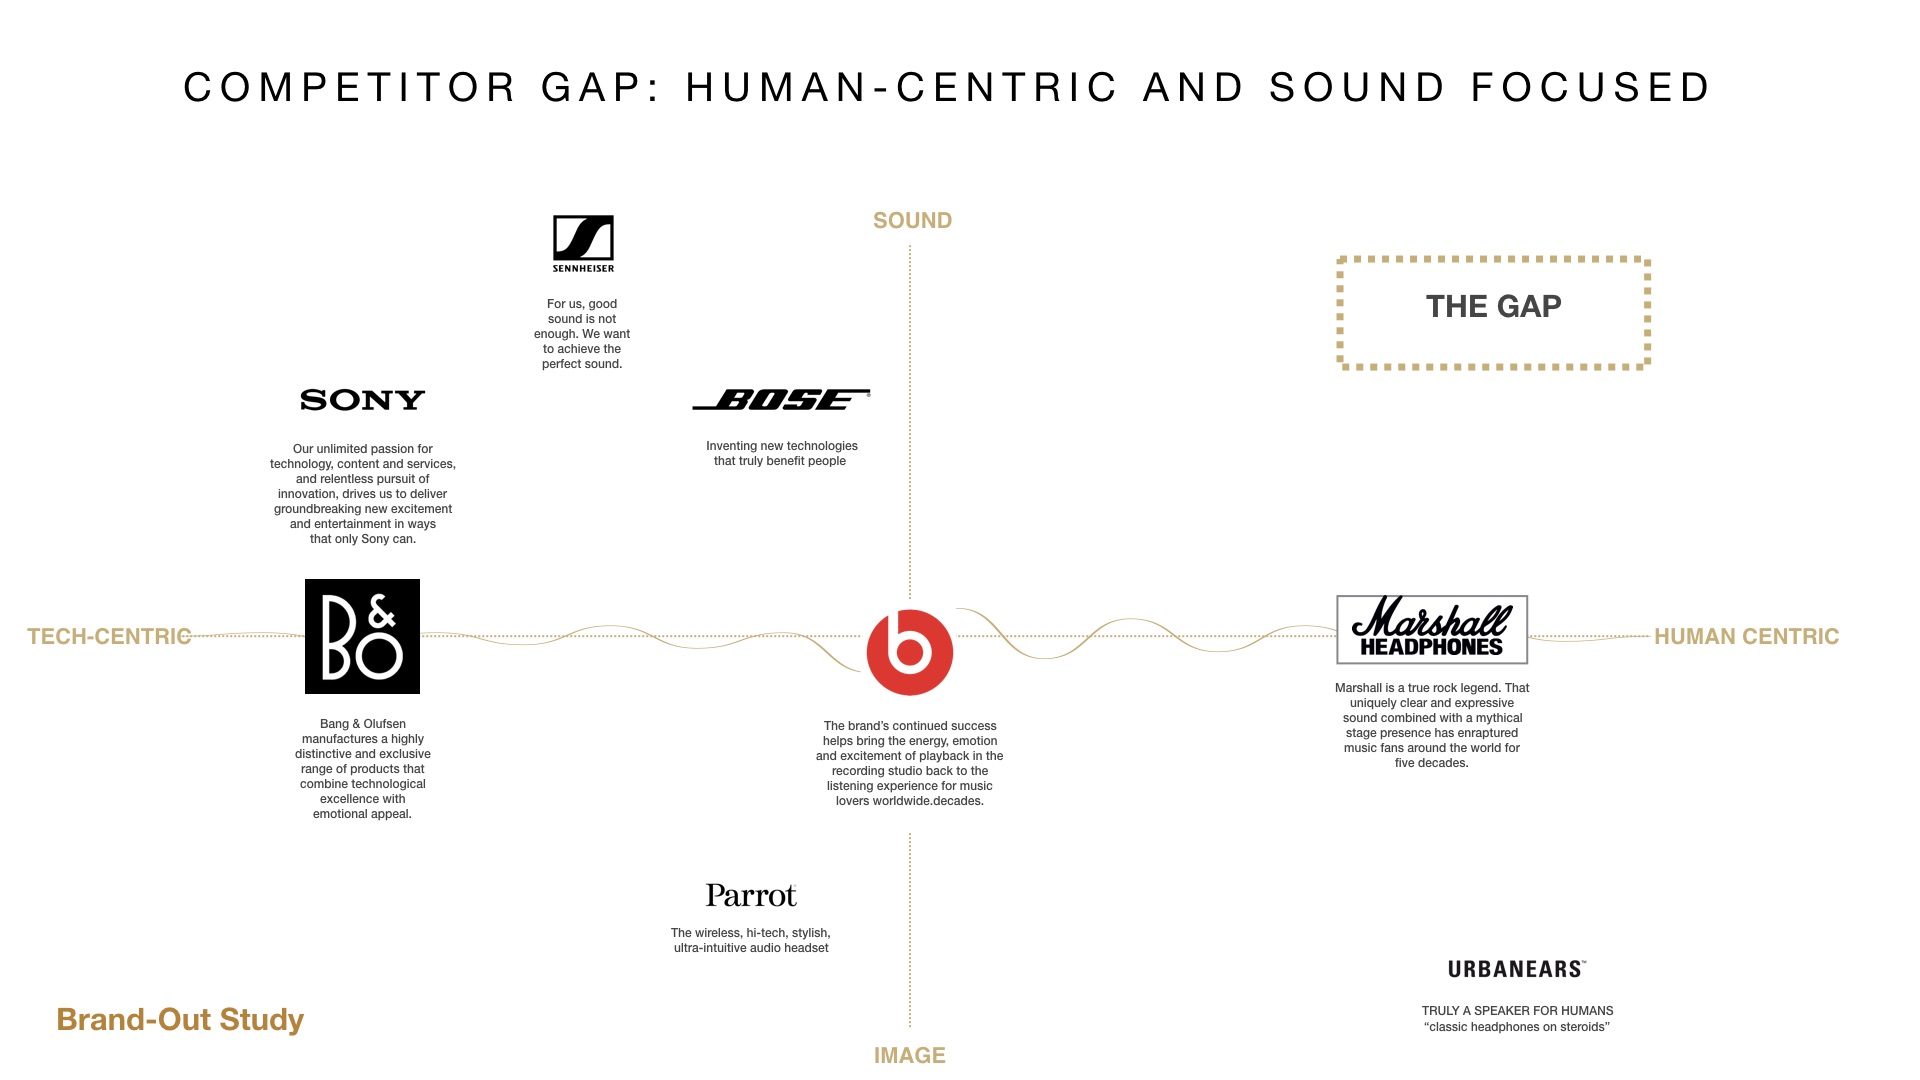 COMPETITOR GAP: HUMAN-CENTRIC AND SOUND FOCUSED
SOUND
SENNHEISER
For us, good
sound is not
enough. We want
to achieve the
perfect sound.
THE GAP
SONY
Our unlimited passion for
technology, content and services,
and relentless pursuit of
innovation, drives us to deliver
groundbreaking new excitement
and entertainment in ways
that only Sony can.
BOSE®
Inventing new technologies
that truly benefit people
TECH-CENTRIC
B&O
Bang & Olufsen
manufactures a highly
distinctive and exclusive
range of products that
combine technological
excellence with
emotional appeal.
b
The brand’s continued success
helps bring the energy, emotion
and excitement of playback in the
recording studio back to the
listening experience for music
lovers worldwide.decades.
Marshall
HEADPHONES
HUMAN CENTRIC
Marshall is a true rock legend. That
uniquely clear and expressive
sound combined with a mythical
stage presence has enraptured
music fans around the world for
five decades.
Parrot
The wireless, hi-tech, stylish,
ultra-intuitive audio headset
URBANEARS™
TRULY A SPEAKER FOR HUMANS
“classic headphones on steroids”
Brand-Out Study
IMAGE